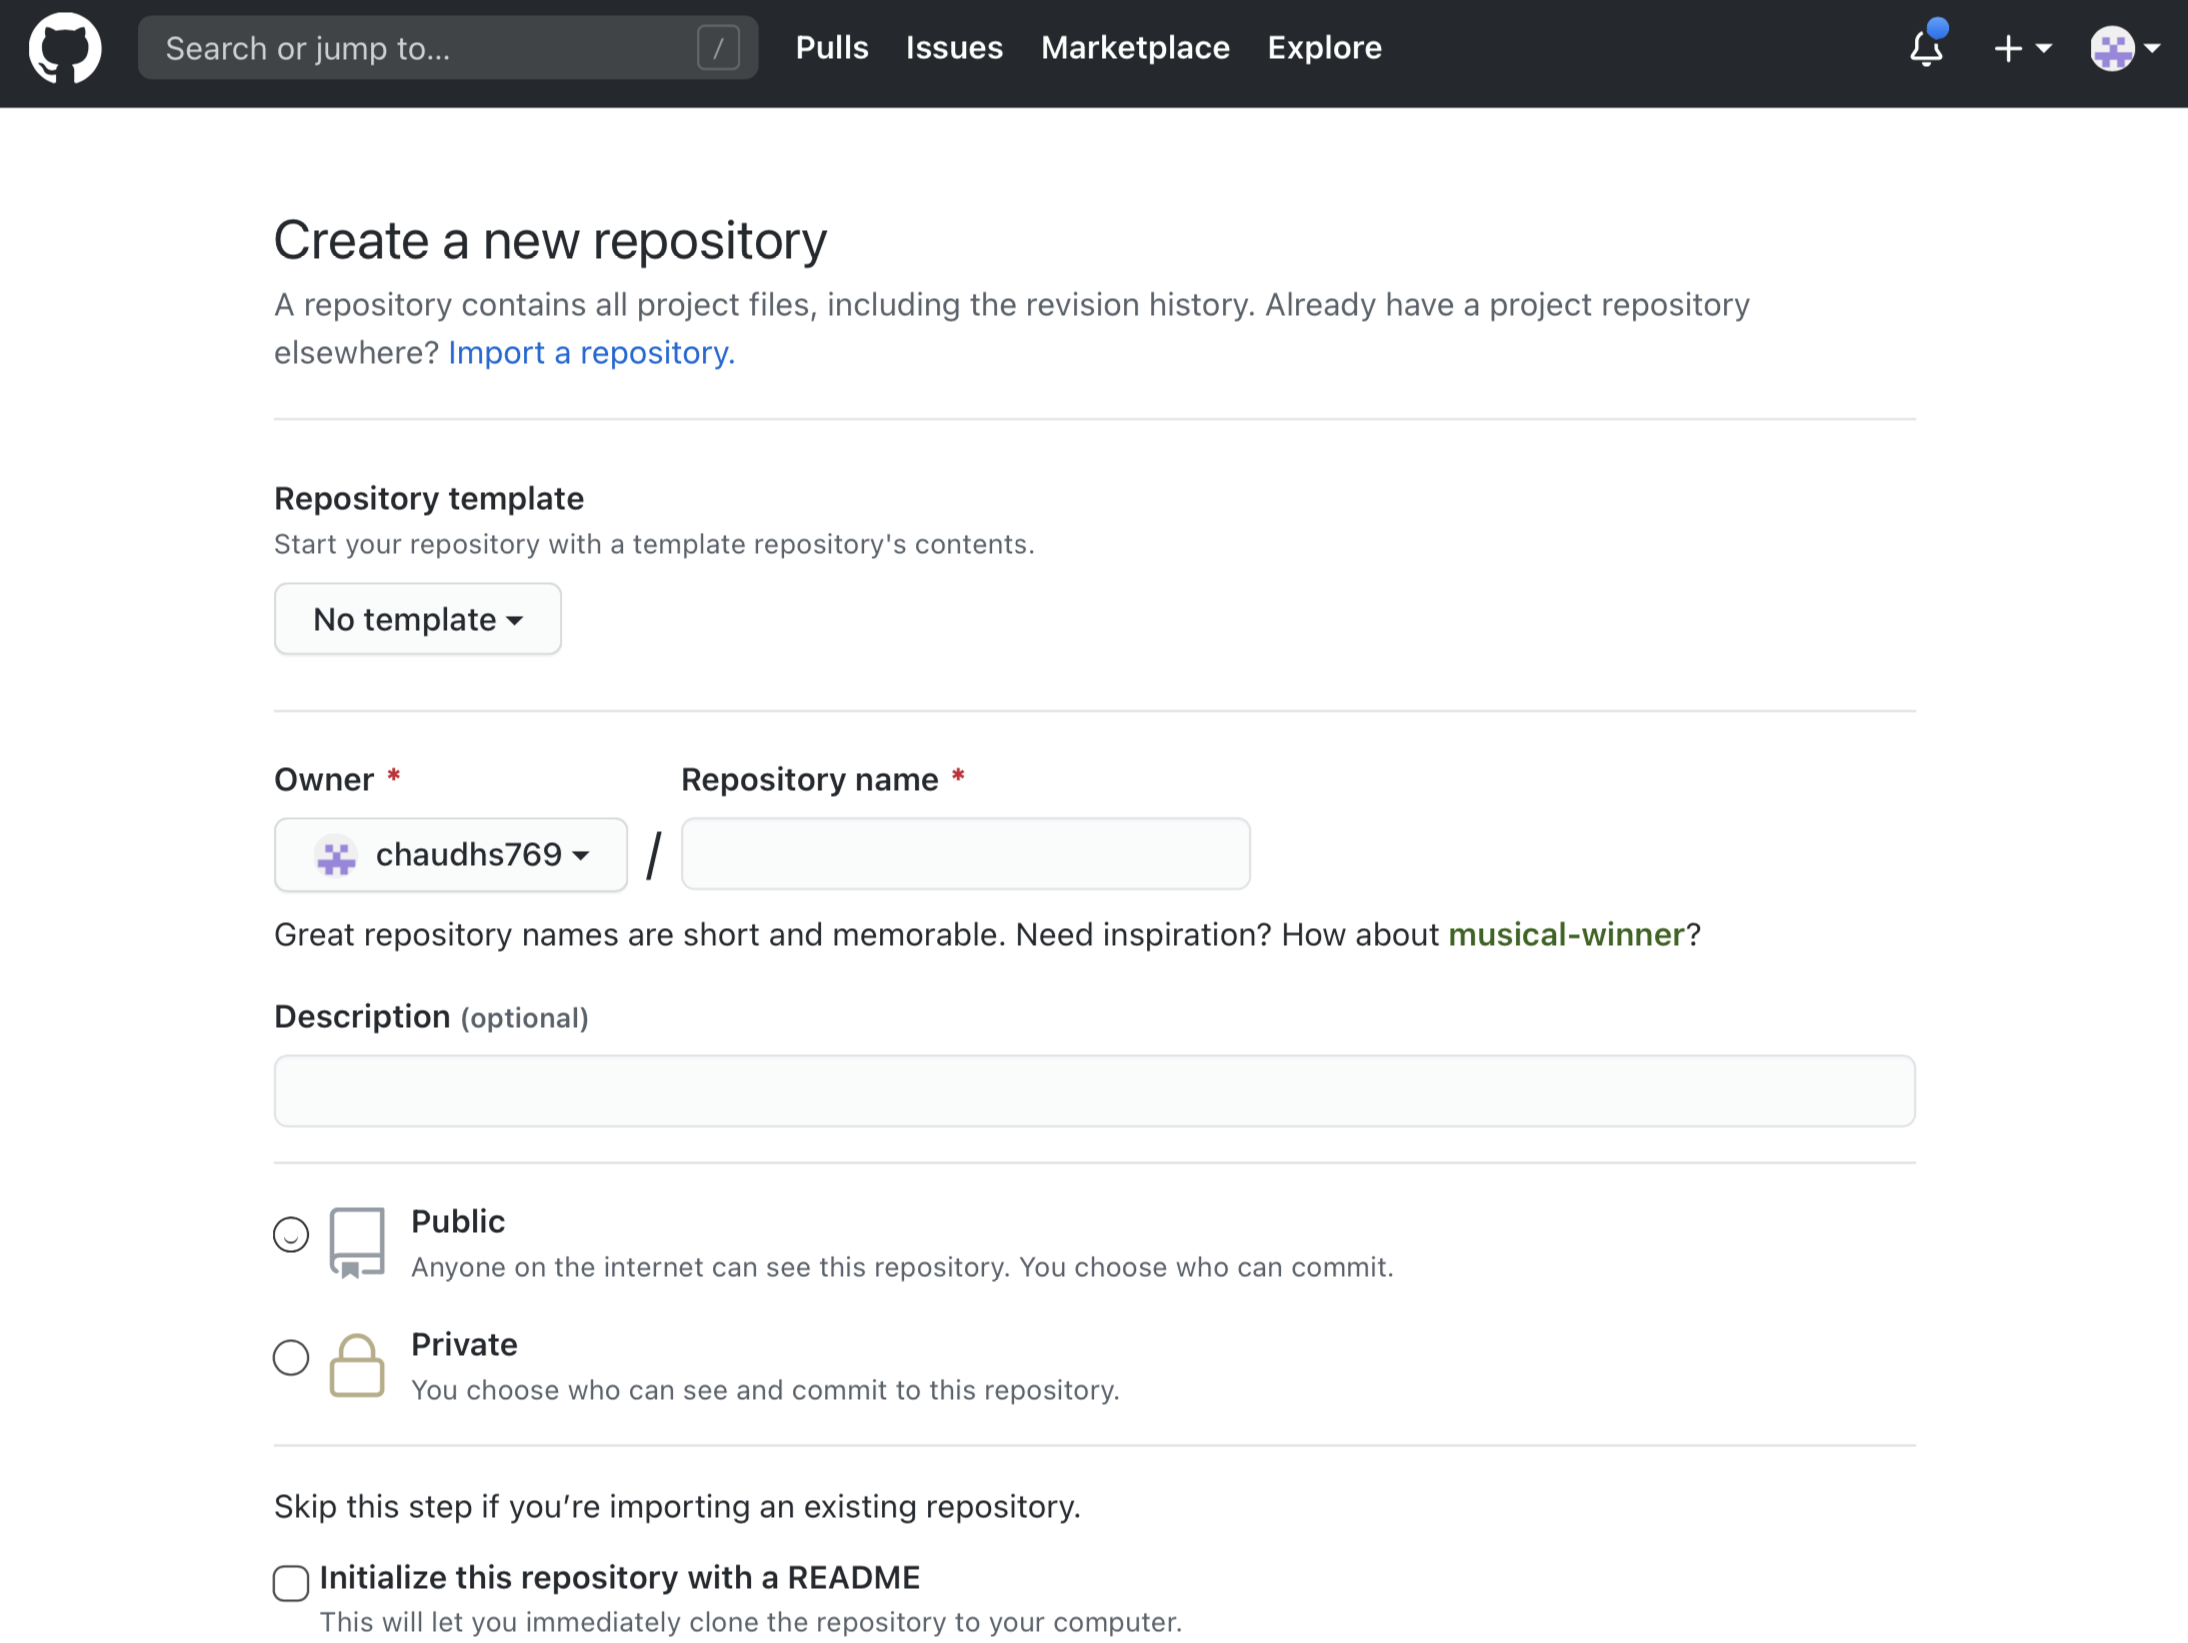 Search or jump to... / Pulls Issues Marketplace Explore
Create a new repository
A repository contains all project files, including the revision history. Already have a project repository
elsewhere? Import a repository.
Repository template
Start your repository with a template repository's contents.
No template
Owner * Repository name *
chaudhs769 /
Great repository names are short and memorable. Need inspiration? How about musical-winner?
Description (optional)
Public
Anyone on the internet can see this repository. You choose who can commit.
Private
You choose who can see and commit to this repository.
Skip this step if you’re importing an existing repository.
Initialize this repository with a README
This will let you immediately clone the repository to your computer.